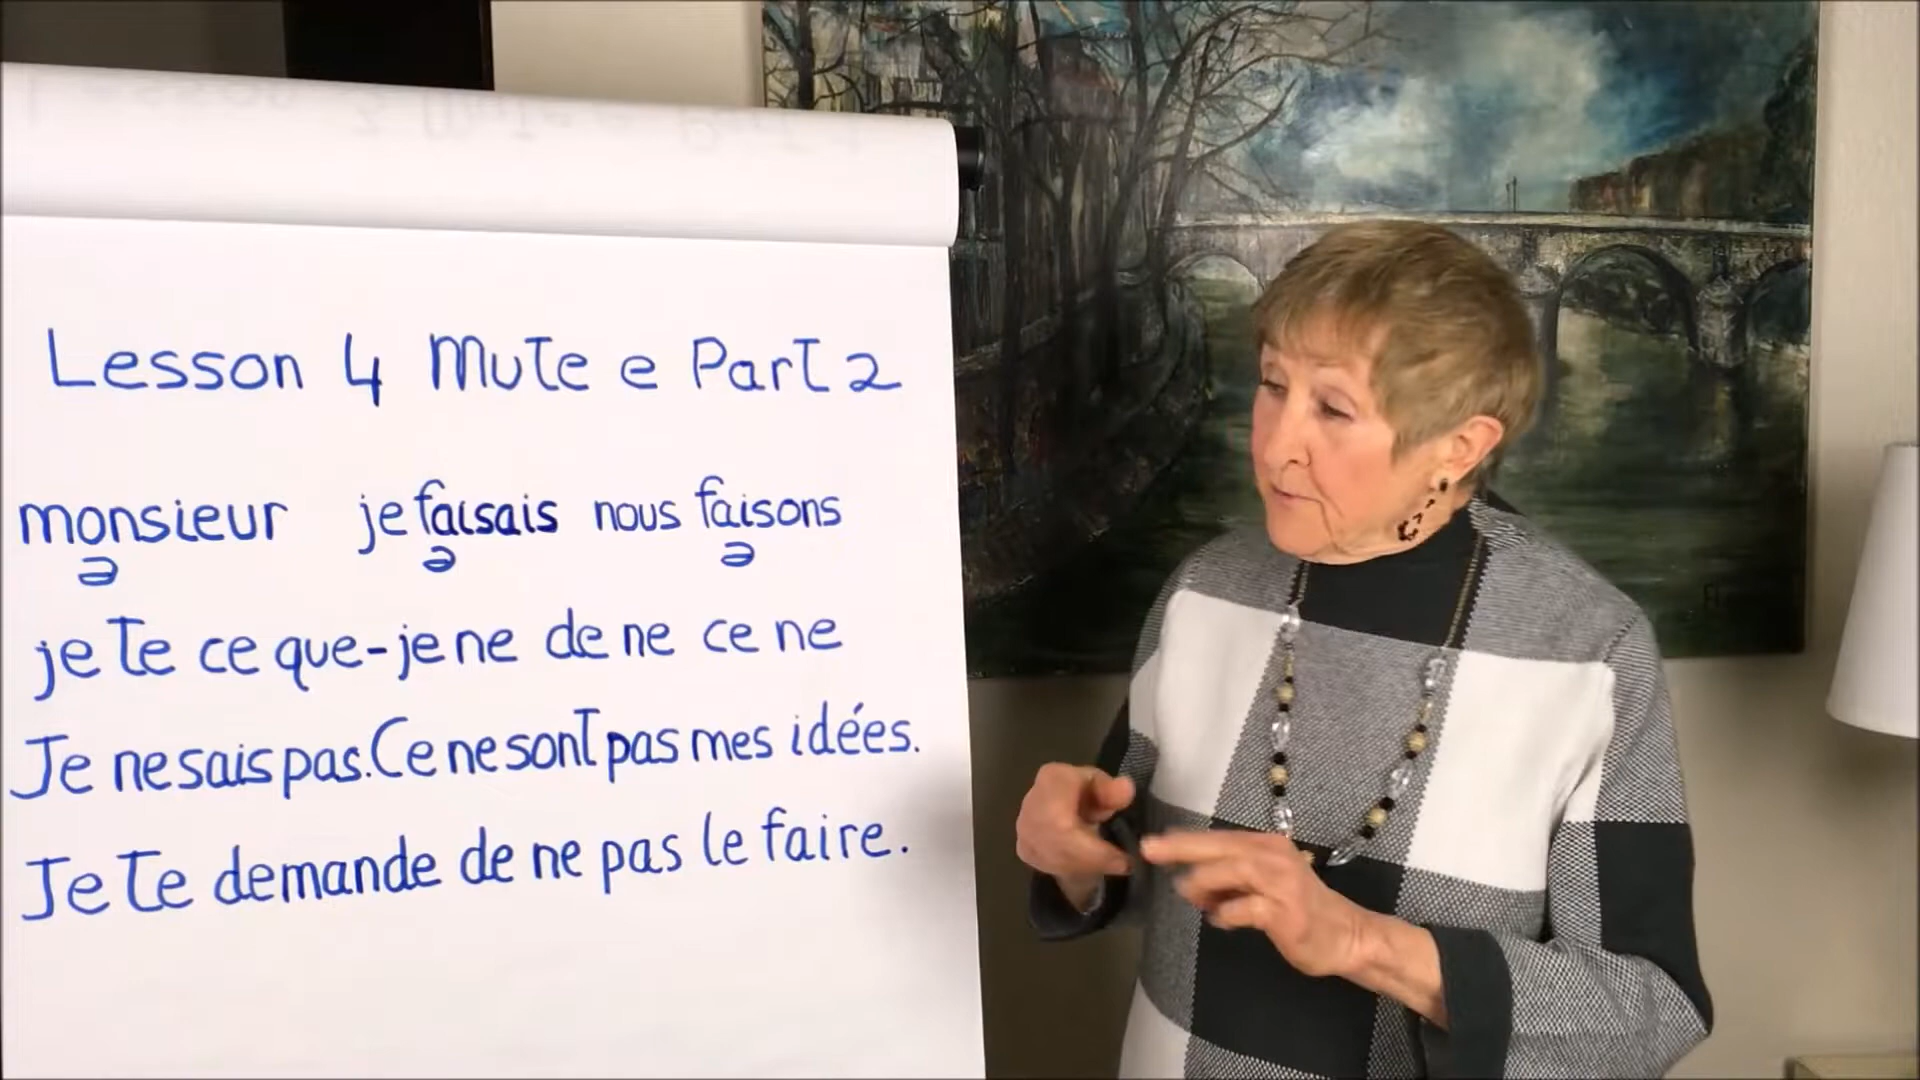 Lesson 4 Mute e Part 2
monsieur je faisais nous faisons
ə ə ə
je te ce que-je ne de ne ce ne
Je ne sais pas. Ce ne sont pas mes idées.
Je te demande de ne pas le faire.